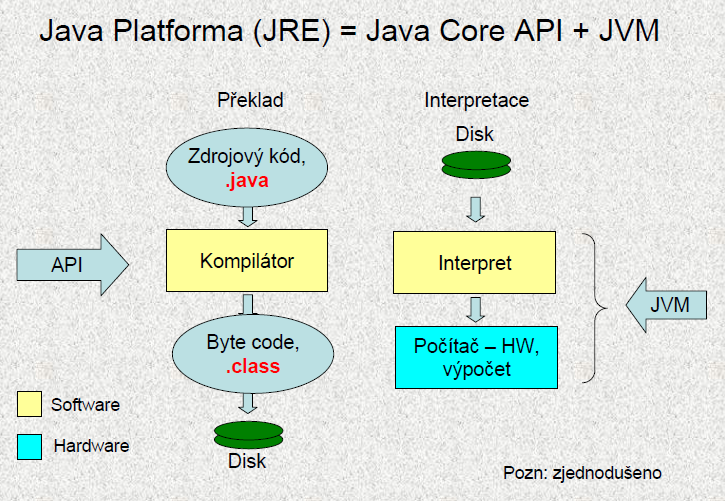 Java Platforma (JRE) = Java Core API + JVM
Překlad
Zdrojový kód,
.java
API
Kompilátor
Byte code,
.class
Disk
Interpretace
Disk
Interpret
Počítač – HW,
výpočet
JVM
Software
Hardware
Pozn: zjednodušeno